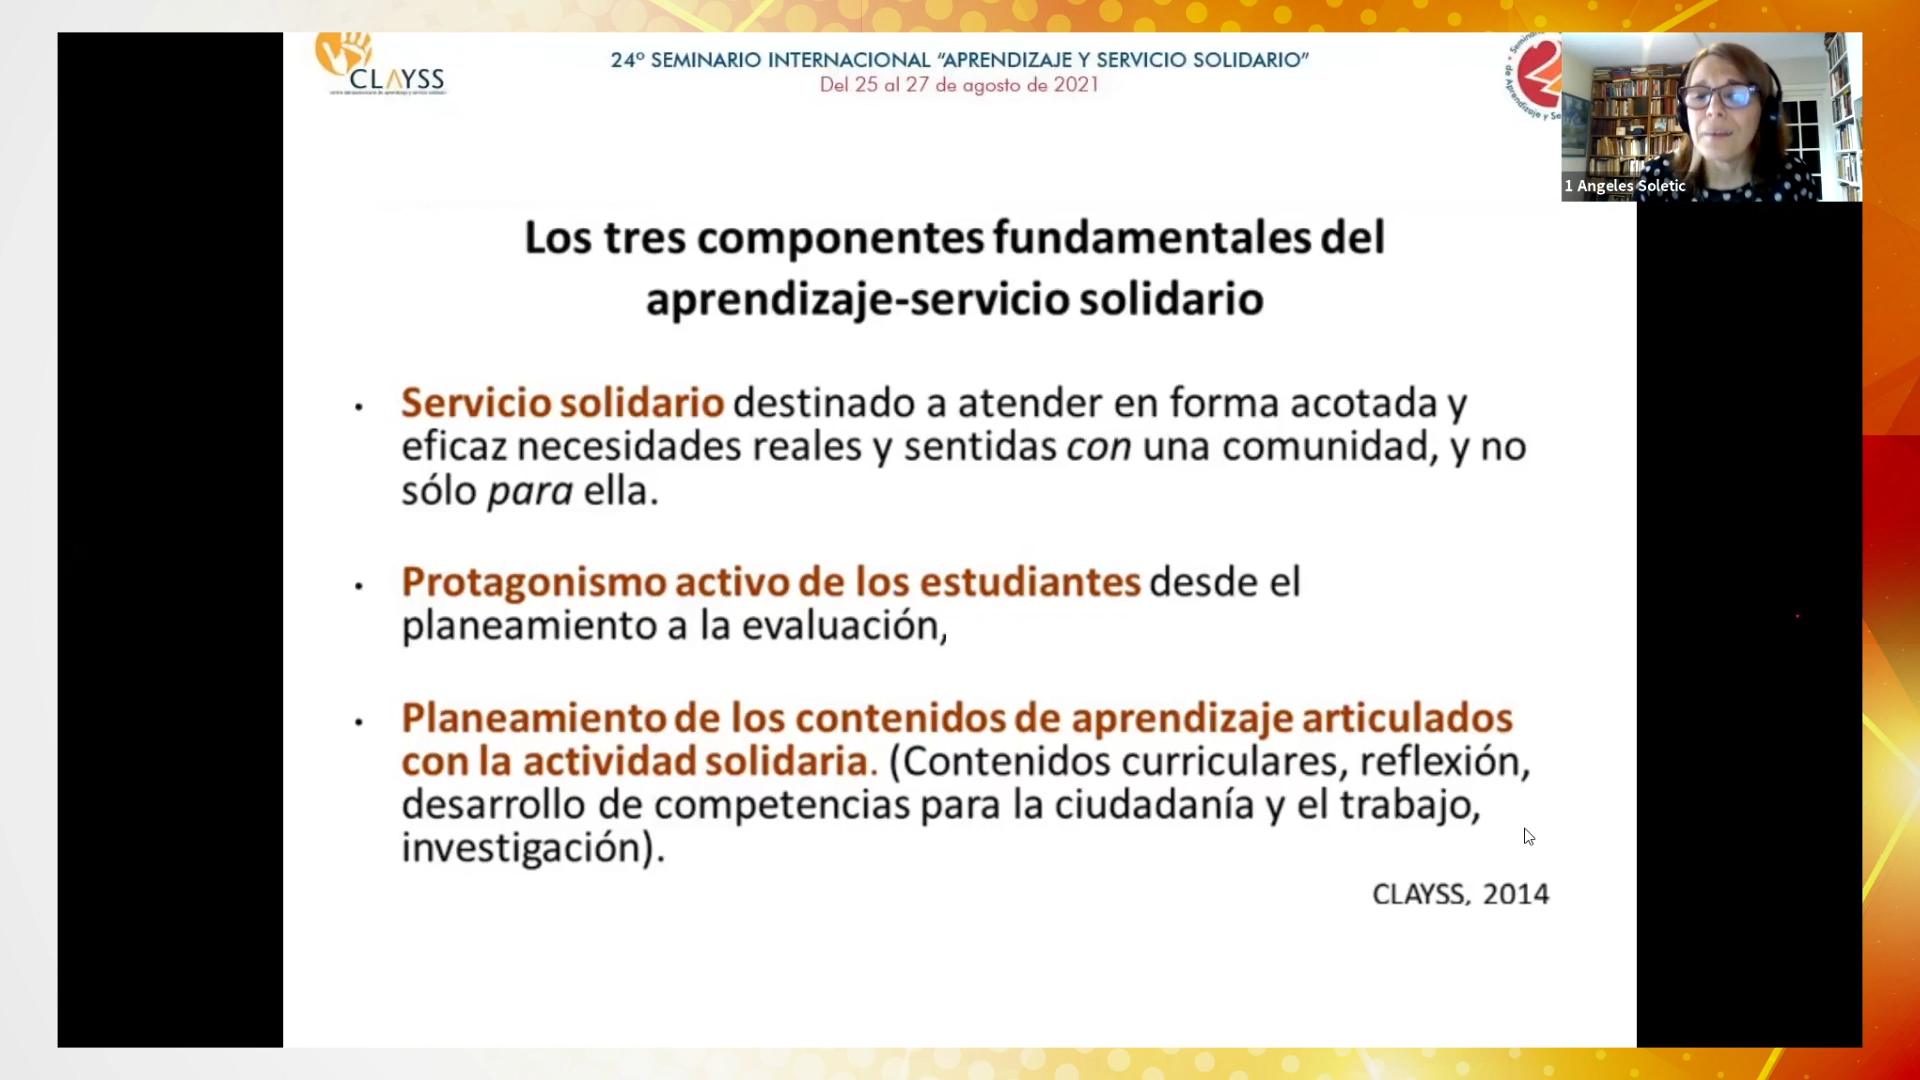 CLAYSS
24º SEMINARIO INTERNACIONAL “APRENDIZAJE Y SERVICIO SOLIDARIO”
Del 25 al 27 de agosto de 2021
1 Angeles Soletic
Los tres componentes fundamentales del
aprendizaje-servicio solidario
• Servicio solidario destinado a atender en forma acotada y
eficaz necesidades reales y sentidas con una comunidad, y no
sólo para ella.
• Protagonismo activo de los estudiantes desde el
planeamiento a la evaluación,
• Planeamiento de los contenidos de aprendizaje articulados
con la actividad solidaria. (Contenidos curriculares, reflexión,
desarrollo de competencias para la ciudadanía y el trabajo,
investigación).
CLAYSS, 2014